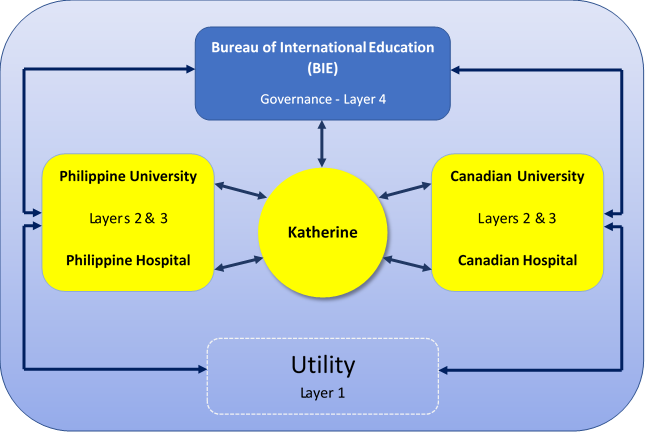 Bureau of International Education
(BIE)
Governance - Layer 4
Philippine University
Layers 2 & 3
Philippine Hospital
Katherine
Canadian University
Layers 2 & 3
Canadian Hospital
Utility
Layer 1